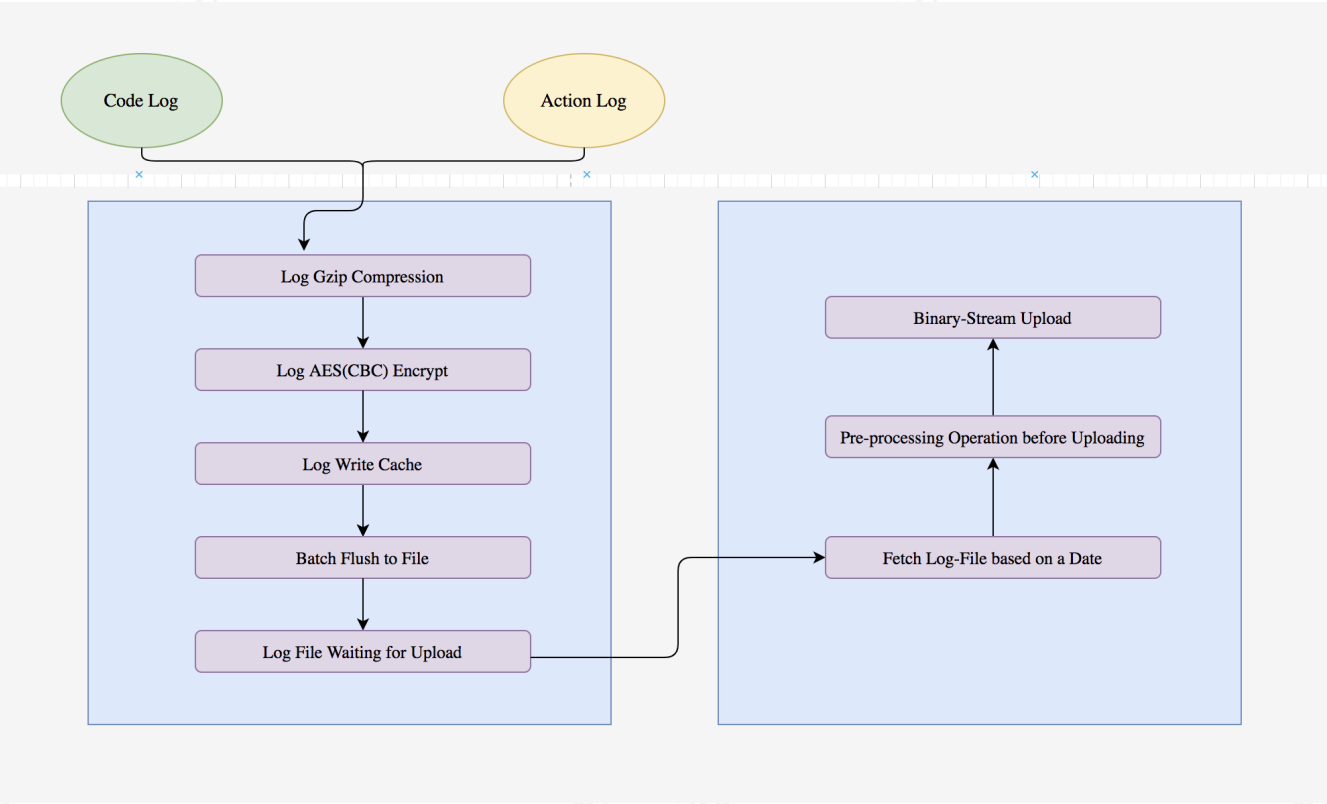 Code Log
Action Log
Log Gzip Compression
Log AES(CBC) Encrypt
Log Write Cache
Batch Flush to File
Log File Waiting for Upload
Binary-Stream Upload
Pre-processing Operation before Uploading
Fetch Log-File based on a Date